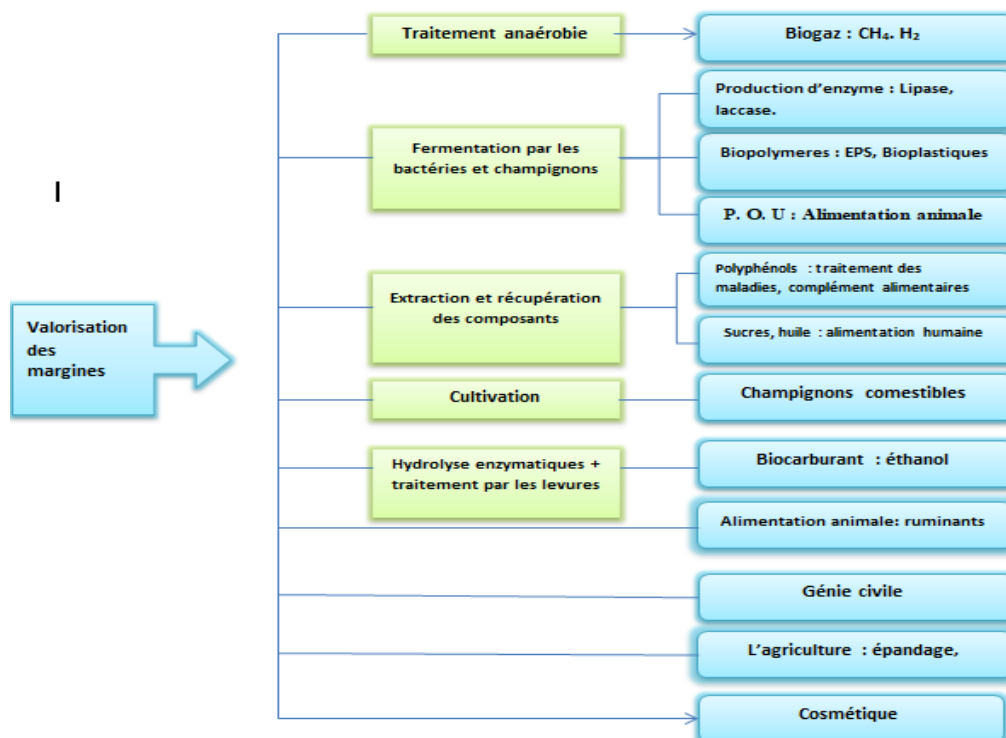 Traitement anaérobie
Biogaz : CH₄. H₂
Production d'enzyme : Lipase,
laccase.
Fermentation par les
bactéries et champignons
Biopolymeres : EPS, Bioplastiques
P. O. U : Alimentation animale
l
Extraction et récupération
des composants
Polyphénols : traitement des
maladies, complément alimentaires
Sucres, huile : alimentation humaine
Valorisation
des
margines
Cultivation
Champignons comestibles
Hydrolyse enzymatiques +
traitement par les levures
Biocarburant : éthanol
Alimentation animale: ruminants
Génie civile
L'agriculture : épandage,
Cosmétique